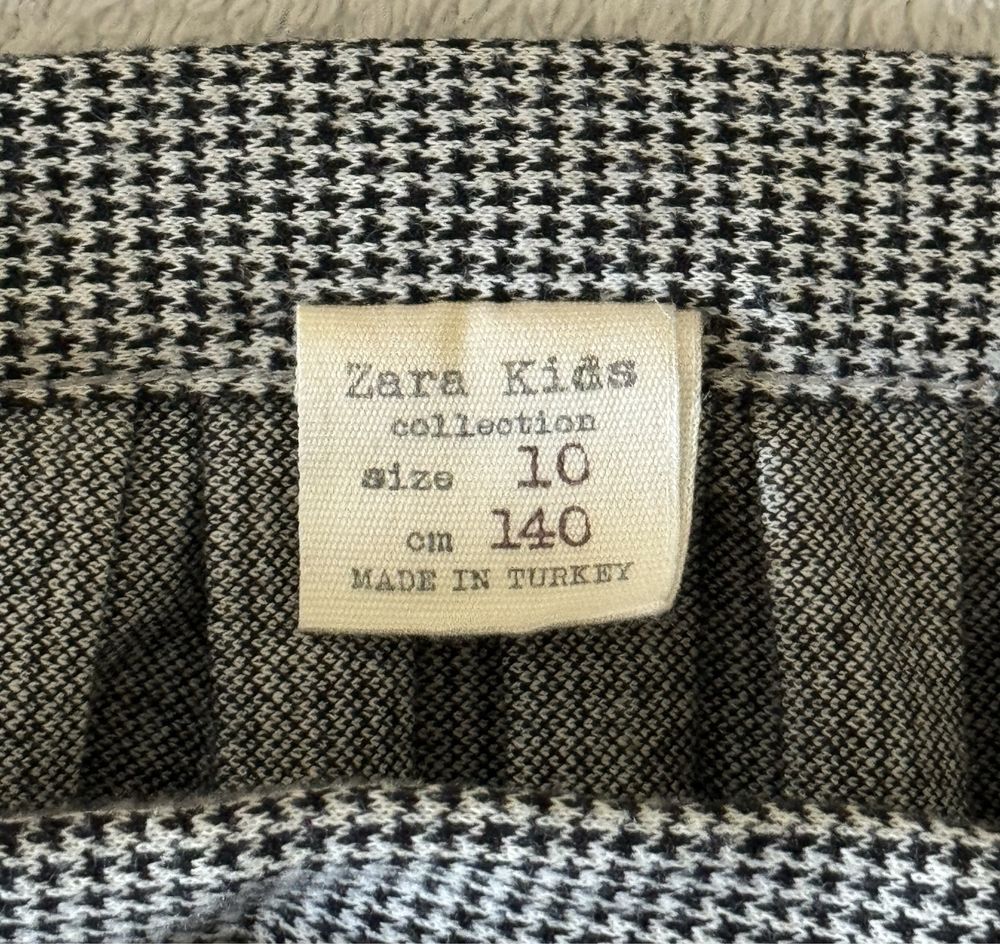 Zara Kids
collection
size 10
cm 140
MADE IN TURKEY